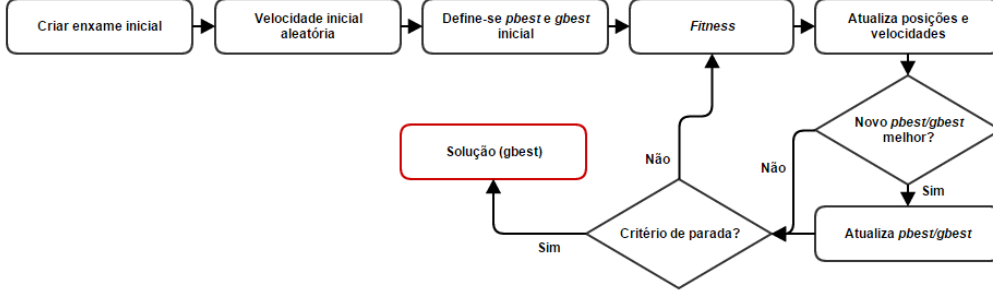 Criar enxame inicial
Velocidade inicial
aleatória
Define-se pbest e gbest
inicial
Fitness
Atualiza posições e
velocidades
Novo pbest/gbest
melhor?
Solução (gbest)
Não
Não
Sim
Critério de parada?
Atualiza pbest/gbest
Sim